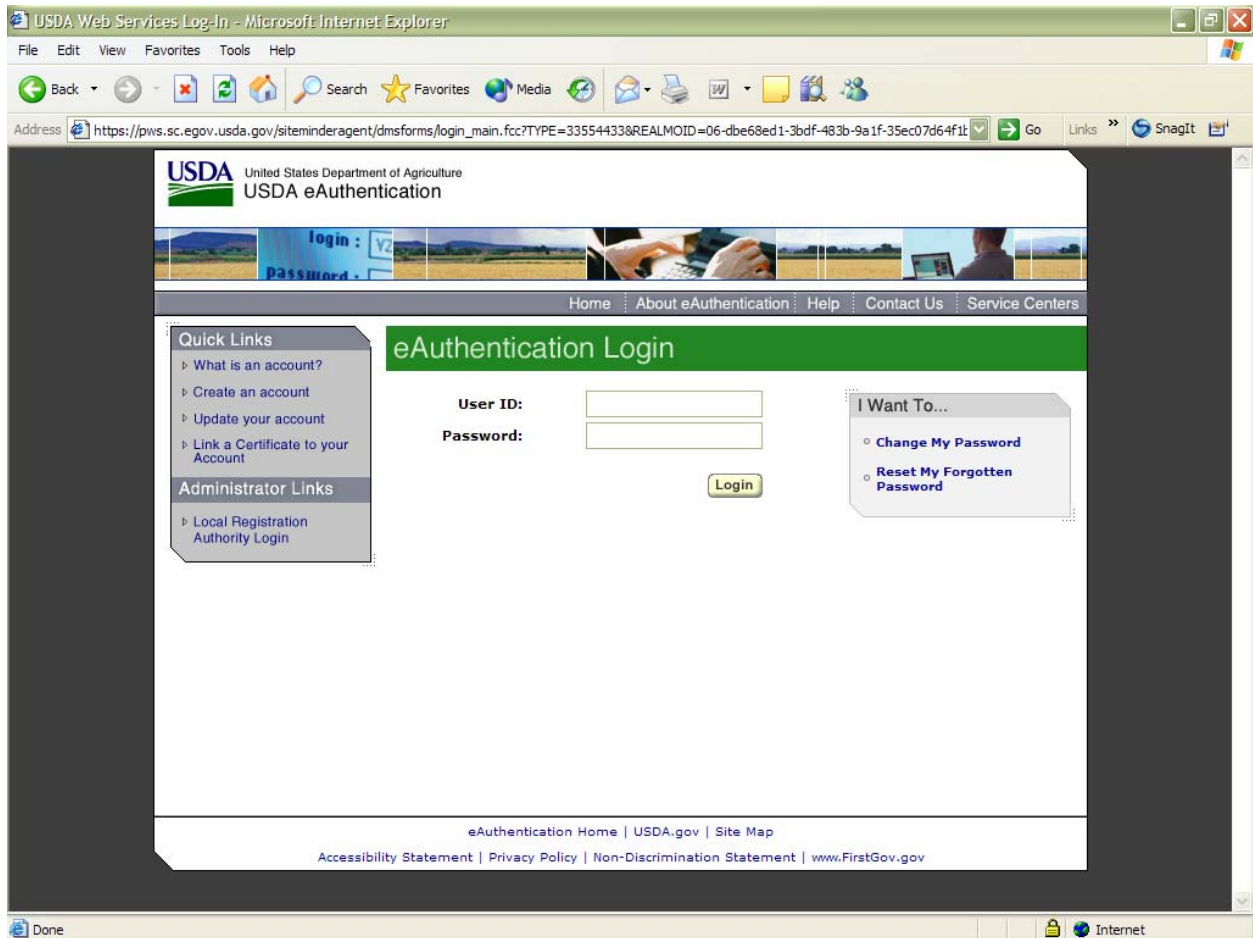 USDA Web Services Log-In - Microsoft Internet Explorer
File Edit View Favorites Tools Help
Back Search Favorites Media
Address https://pws.sc.egov.usda.gov/siteminderagent/dmsforms/login_main.fcc?TYPE=33554433&REALMOID=06-dbe68ed1-3bdf-483b-9a1f-35ec07d64f1b Go Links » SnagIt
USDA United States Department of Agriculture
USDA eAuthentication
login : YZ
password :
Home About eAuthentication Help Contact Us Service Centers
Quick Links
What is an account?
Create an account
Update your account
Link a Certificate to your
Account
Administrator Links
Local Registration
Authority Login
eAuthentication Login
User ID:
Password:
Login
I Want To...
Change My Password
Reset My Forgotten
Password
eAuthentication Home | USDA.gov | Site Map
Accessibility Statement | Privacy Policy | Non-Discrimination Statement | www.FirstGov.gov
Done Internet